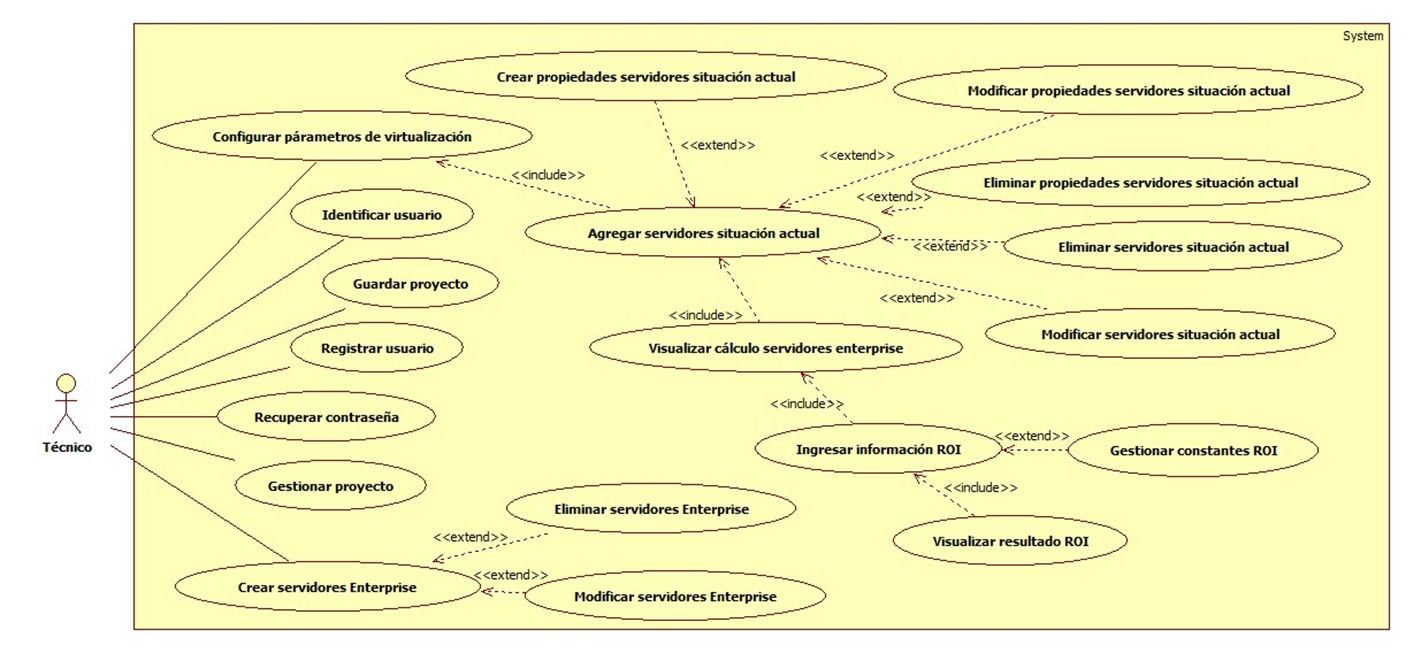 System
Crear propiedades servidores situación actual
Modificar propiedades servidores situación actual
Configurar párametros de virtualización
<<extend>>
<<extend>>
<<include>>
Eliminar propiedades servidores situación actual
<<extend>>
Identificar usuario
Agregar servidores situación actual
<<extend>>
Eliminar servidores situación actual
Guardar proyecto
<<extend>>
<<include>>
Modificar servidores situación actual
Registrar usuario
Visualizar cálculo servidores enterprise
<<include>>
Recuperar contraseña
Técnico
Ingresar información ROI
<<extend>>
Gestionar constantes ROI
Gestionar proyecto
<<include>>
Eliminar servidores Enterprise
<<extend>>
Visualizar resultado ROI
<<extend>>
Crear servidores Enterprise
Modificar servidores Enterprise